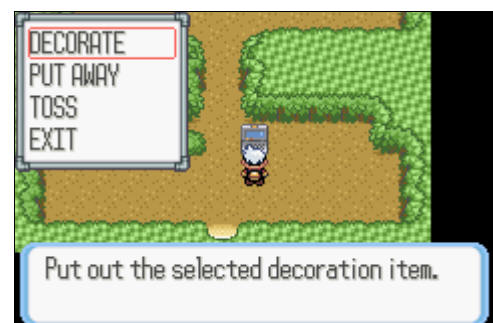 DECORATE
PUT AWAY
TOSS
EXIT
Put out the selected decoration item.